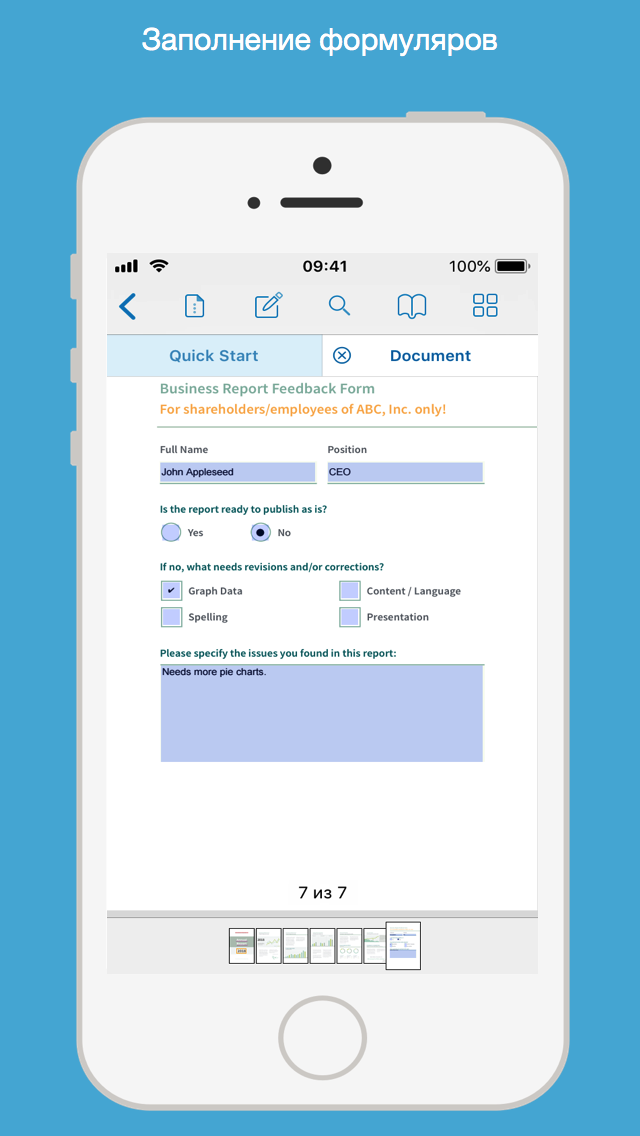 Заполнение формуляров
09:41
100%
Quick Start
Document
Business Report Feedback Form
For shareholders/employees of ABC, Inc. only!
Full Name Position
John Appleseed CEO
Is the report ready to publish as is?
Yes No
If no, what needs revisions and/or corrections?
Graph Data Content / Language
Spelling Presentation
Please specify the issues you found in this report:
Needs more pie charts.
7 из 7